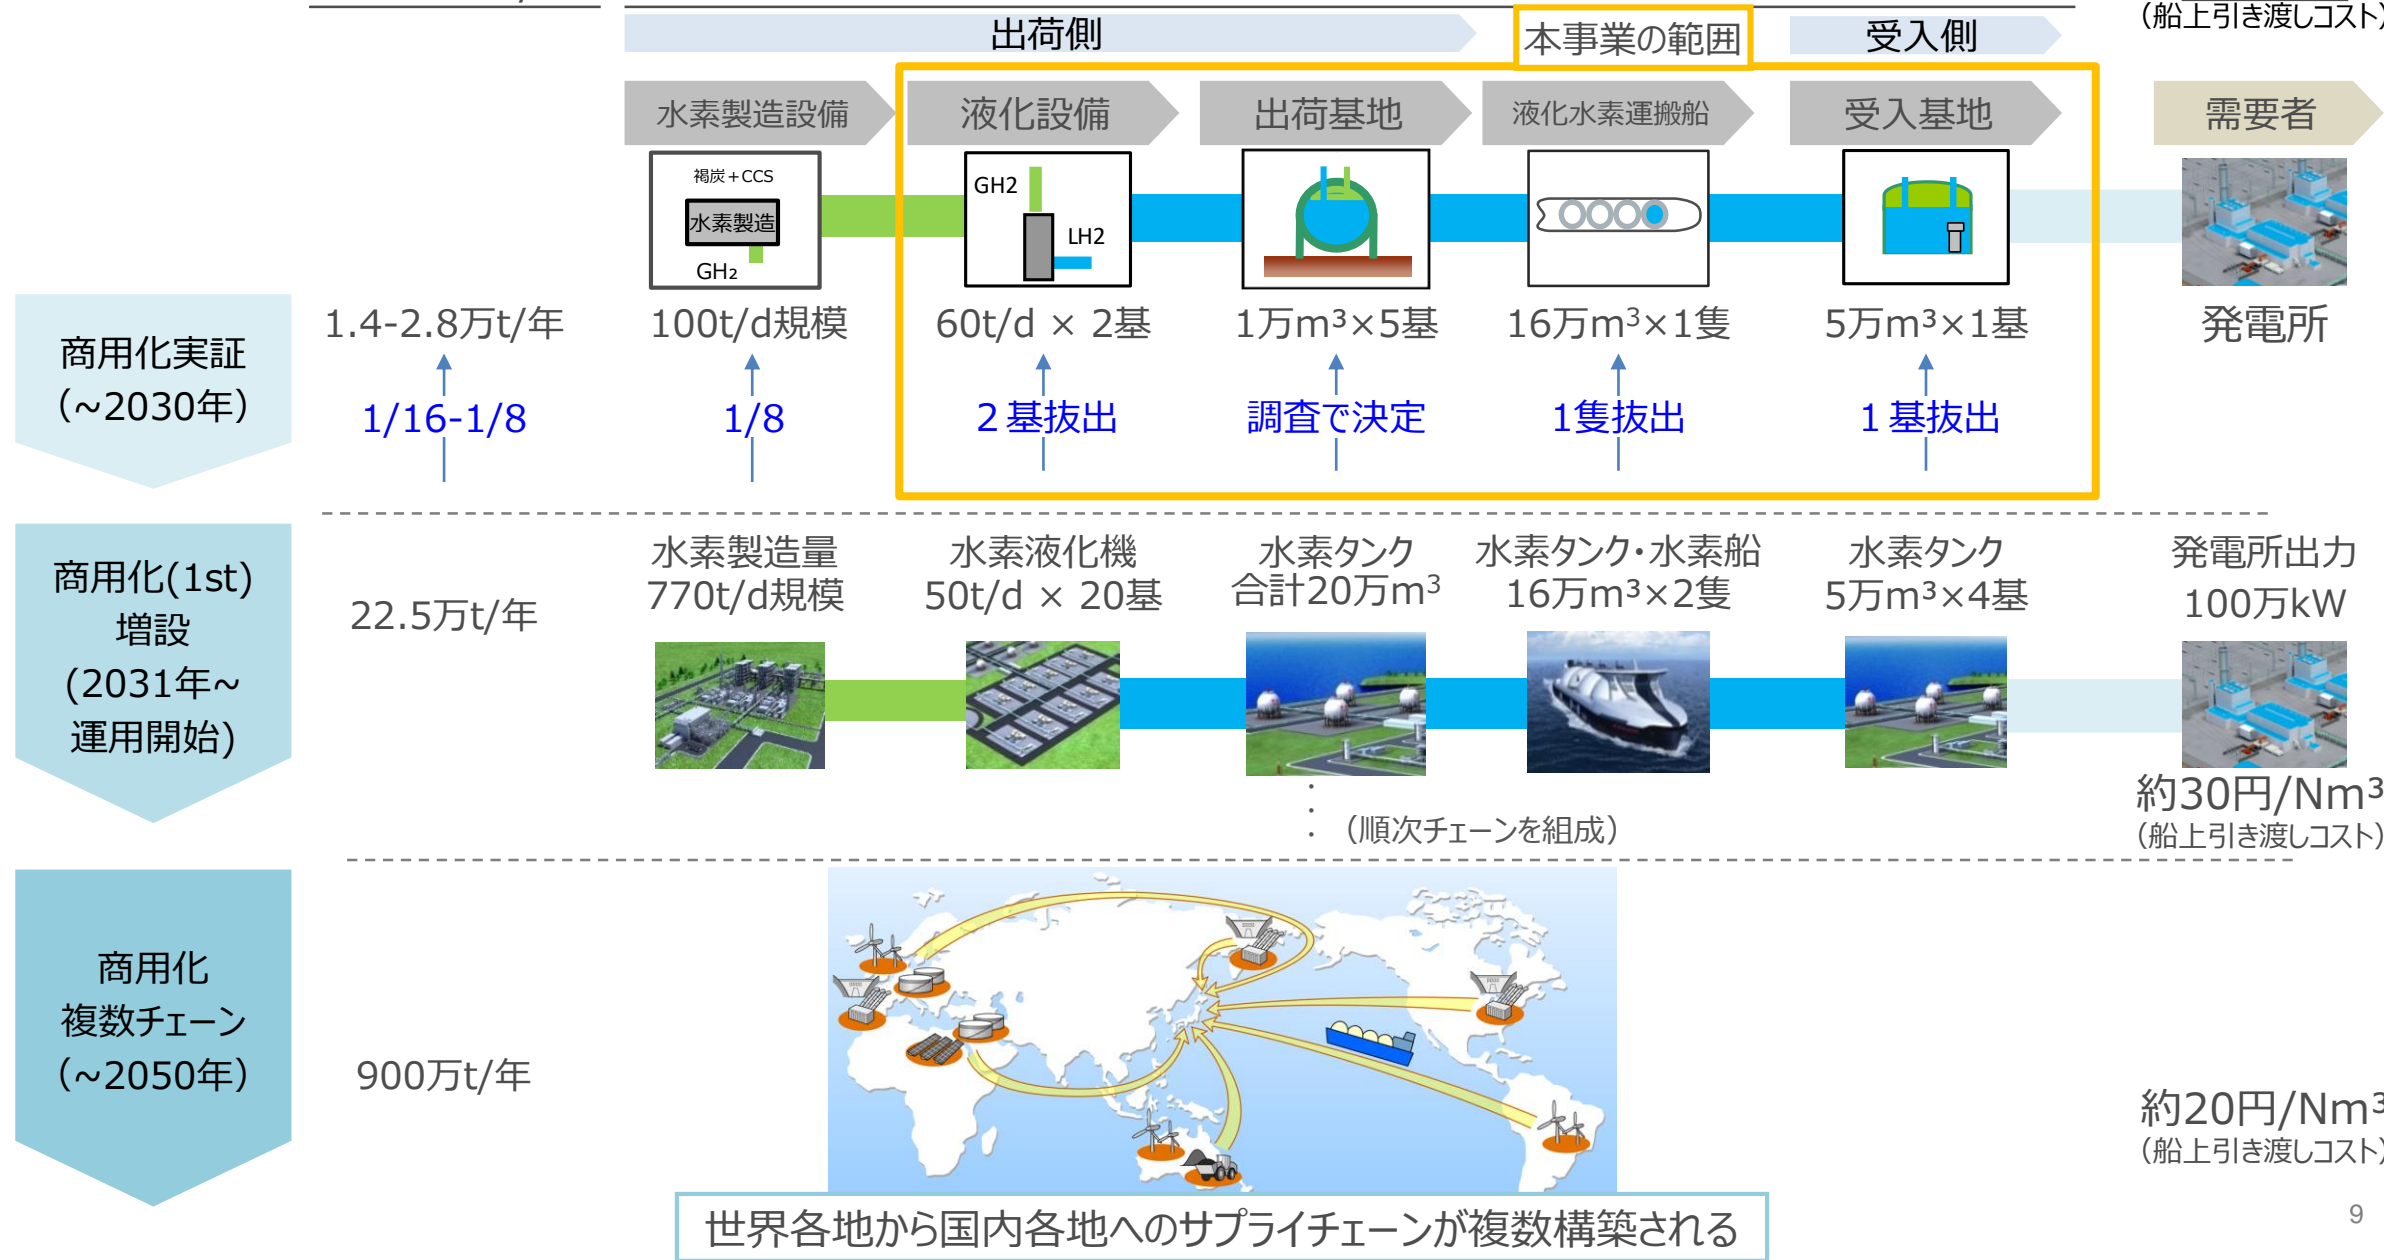 （船上引き渡しコスト）
出荷側
本事業の範囲
受入側
水素製造設備
液化設備
出荷基地
液化水素運搬船
受入基地
需要者
褐炭＋CCS
水素製造
GH₂
GH2
LH2
商用化実証
（~2030年）
1.4-2.8万t/年
100t/d規模
60t/d × 2基
1万m³×5基
16万m³×1隻
5万m³×1基
発電所
1/16-1/8
1/8
２基抜出
調査で決定
1隻抜出
１基抜出
商用化(1st)
増設
(2031年~
運用開始)
22.5万t/年
水素製造量
770t/d規模
水素液化機
50t/d × 20基
水素タンク
合計20万m³
水素タンク・水素船
16万m³×2隻
水素タンク
5万m³×4基
発電所出力
100万kW
約30円/Nm³
（船上引き渡しコスト）
（順次チェーンを組成）
商用化
複数チェーン
（~2050年）
900万t/年
約20円/Nm³
（船上引き渡しコスト）
世界各地から国内各地へのサプライチェーンが複数構築される
9